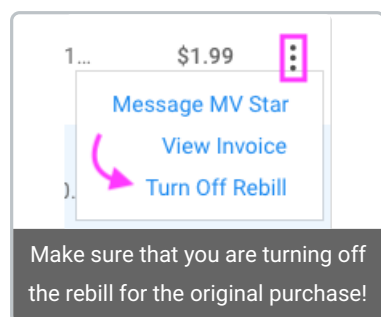 1... $1.99
Message MV Star
View Invoice
0. Turn Off Rebill
Make sure that you are turning off
the rebill for the original purchase!